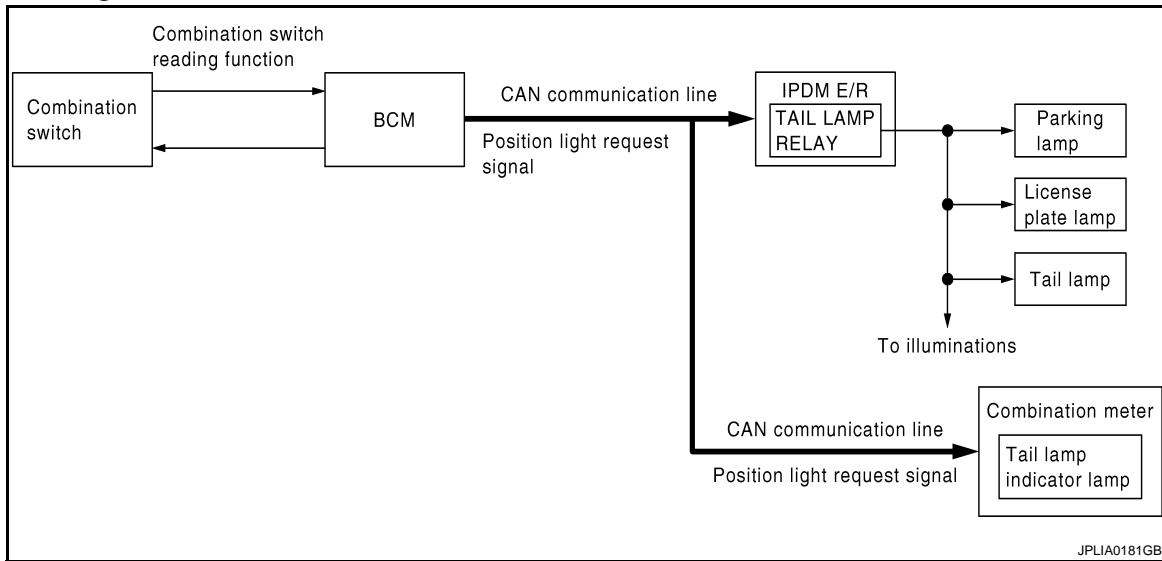 Combination switch
reading function
Combination
switch
BCM
CAN communication line
Position light request
signal
IPDM E/R
TAIL LAMP
RELAY
Parking
lamp
License
plate lamp
Tail lamp
To illuminations
CAN communication line
Position light request signal
Combination meter
Tail lamp
indicator lamp
JPLIA0181GB